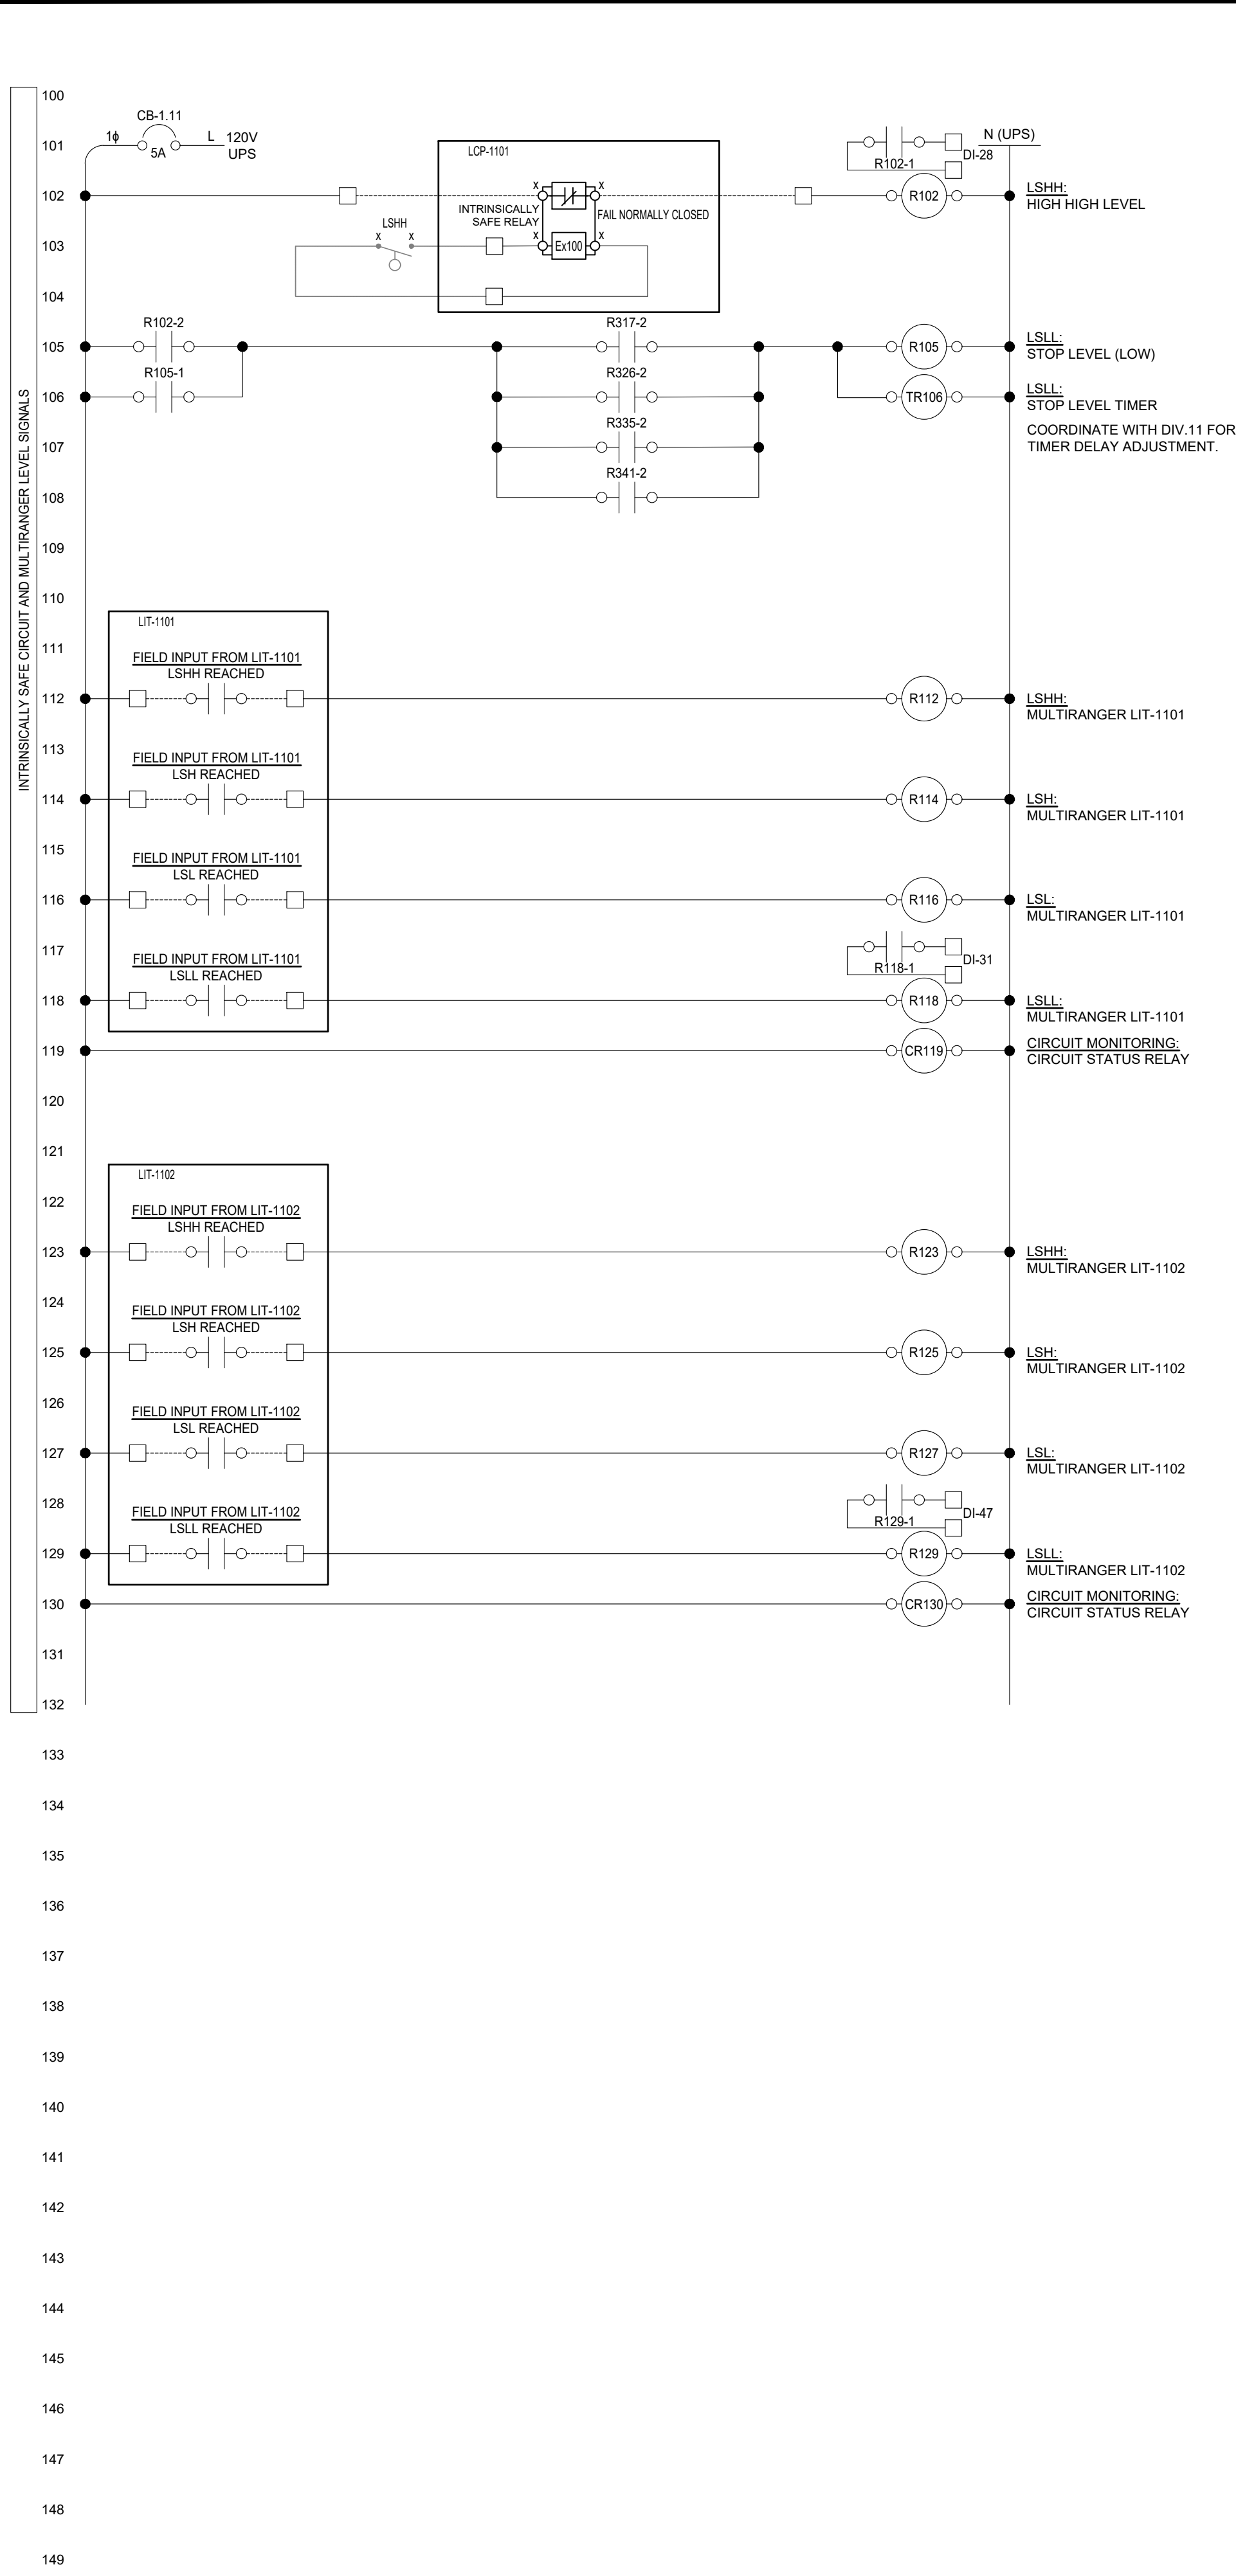 INTRINSICALLY SAFE CIRCUIT AND MULTIRANGER LEVEL SIGNALS
100
CB-1.11
1ϕ
L 120V
101
5A
UPS
N (UPS)
LCP-1101
R102-1
DI-28
102
X X
R102
LSHH:
HIGH HIGH LEVEL
INTRINSICALLY
SAFE RELAY
FAIL NORMALLY CLOSED
LSHH
X X
X X
103
Ex100
104
R102-2
R317-2
105
R105
LSLL:
STOP LEVEL (LOW)
R105-1
R326-2
106
TR106
LSLL:
STOP LEVEL TIMER
R335-2
COORDINATE WITH DIV.11 FOR
TIMER DELAY ADJUSTMENT.
107
R341-2
108
109
110
LIT-1101
111
FIELD INPUT FROM LIT-1101
LSHH REACHED
112
R112
LSHH:
MULTIRANGER LIT-1101
113
FIELD INPUT FROM LIT-1101
LSH REACHED
114
R114
LSH:
MULTIRANGER LIT-1101
115
FIELD INPUT FROM LIT-1101
LSL REACHED
116
R116
LSL:
MULTIRANGER LIT-1101
117
FIELD INPUT FROM LIT-1101
LSLL REACHED
R118-1
DI-31
118
R118
LSLL:
MULTIRANGER LIT-1101
119
CR119
CIRCUIT MONITORING:
CIRCUIT STATUS RELAY
120
121
LIT-1102
122
FIELD INPUT FROM LIT-1102
LSHH REACHED
123
R123
LSHH:
MULTIRANGER LIT-1102
124
FIELD INPUT FROM LIT-1102
LSH REACHED
125
R125
LSH:
MULTIRANGER LIT-1102
126
FIELD INPUT FROM LIT-1102
LSL REACHED
127
R127
LSL:
MULTIRANGER LIT-1102
128
FIELD INPUT FROM LIT-1102
LSLL REACHED
R129-1
DI-47
129
R129
LSLL:
MULTIRANGER LIT-1102
130
CR130
CIRCUIT MONITORING:
CIRCUIT STATUS RELAY
131
132
133
134
135
136
137
138
139
140
141
142
143
144
145
146
147
148
149